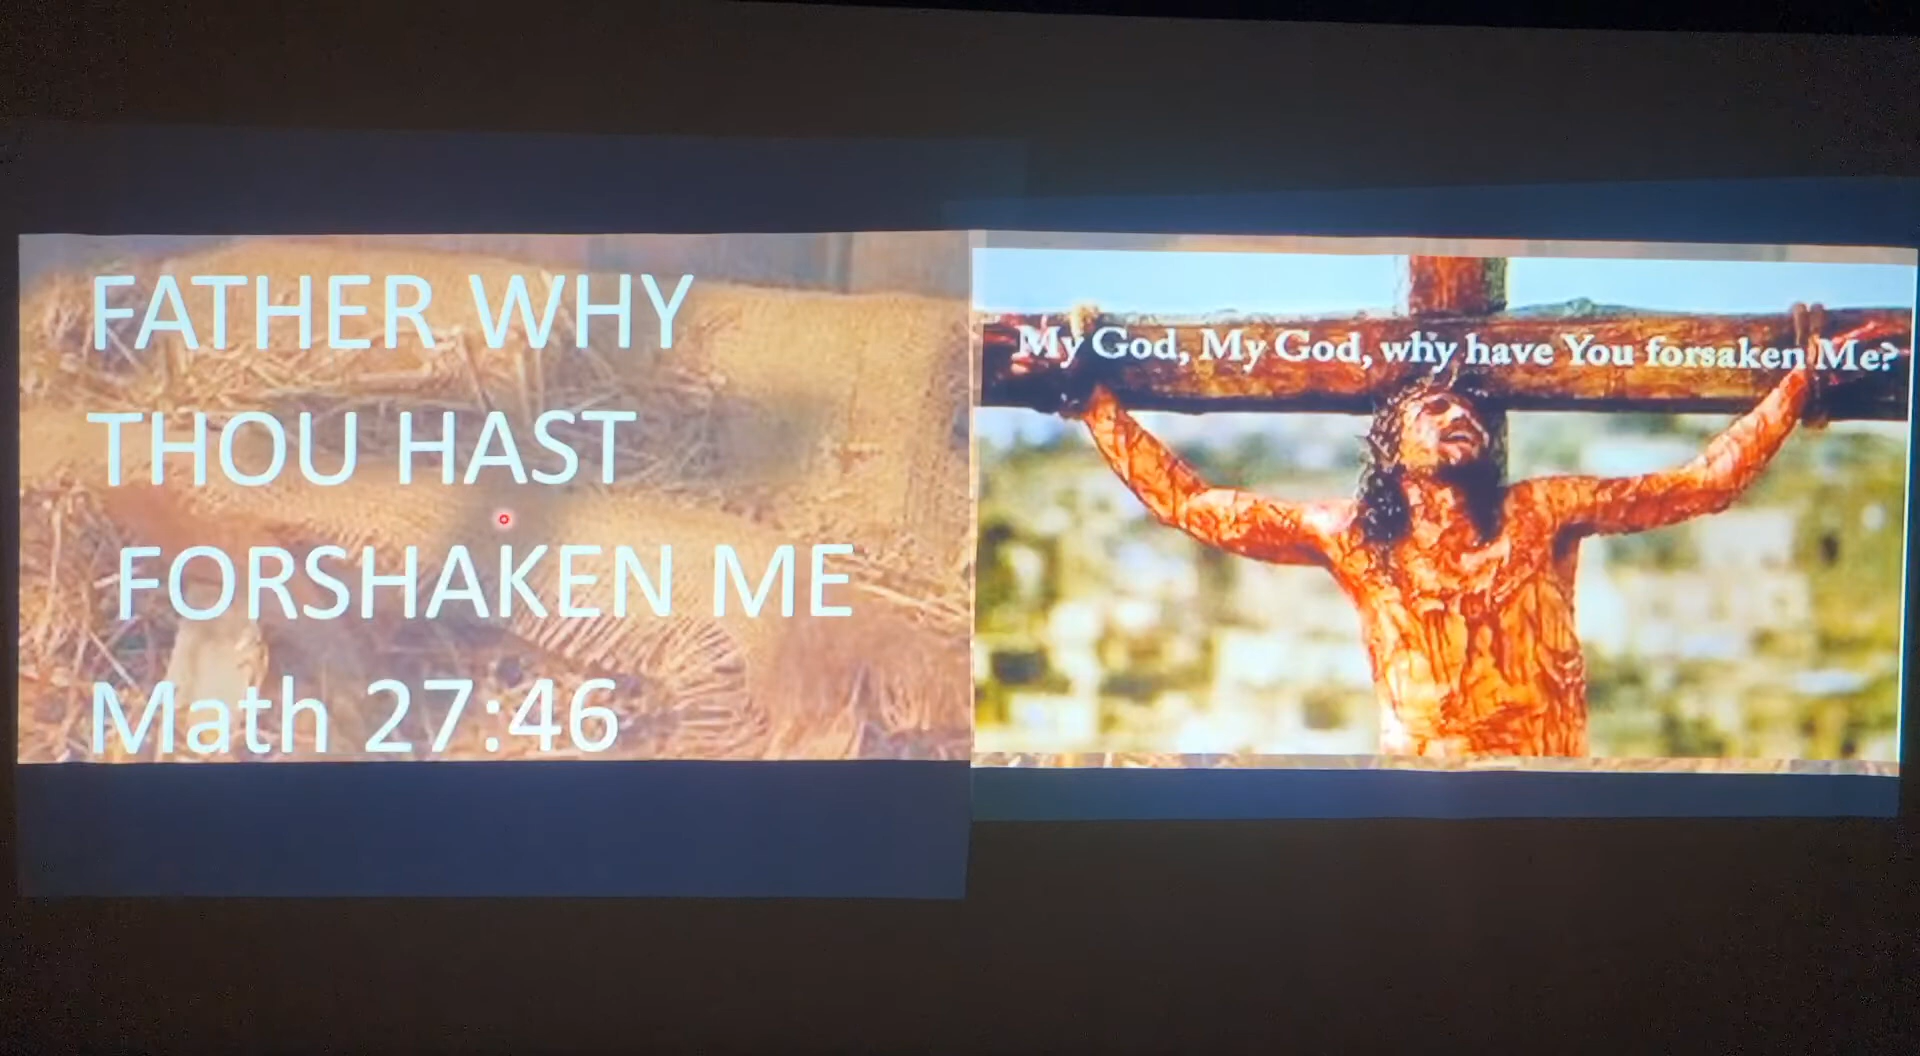 FATHER WHY
THOU HAST
FORSHAKEN ME
Math 27:46
My God, My God, why have You forsaken Me?